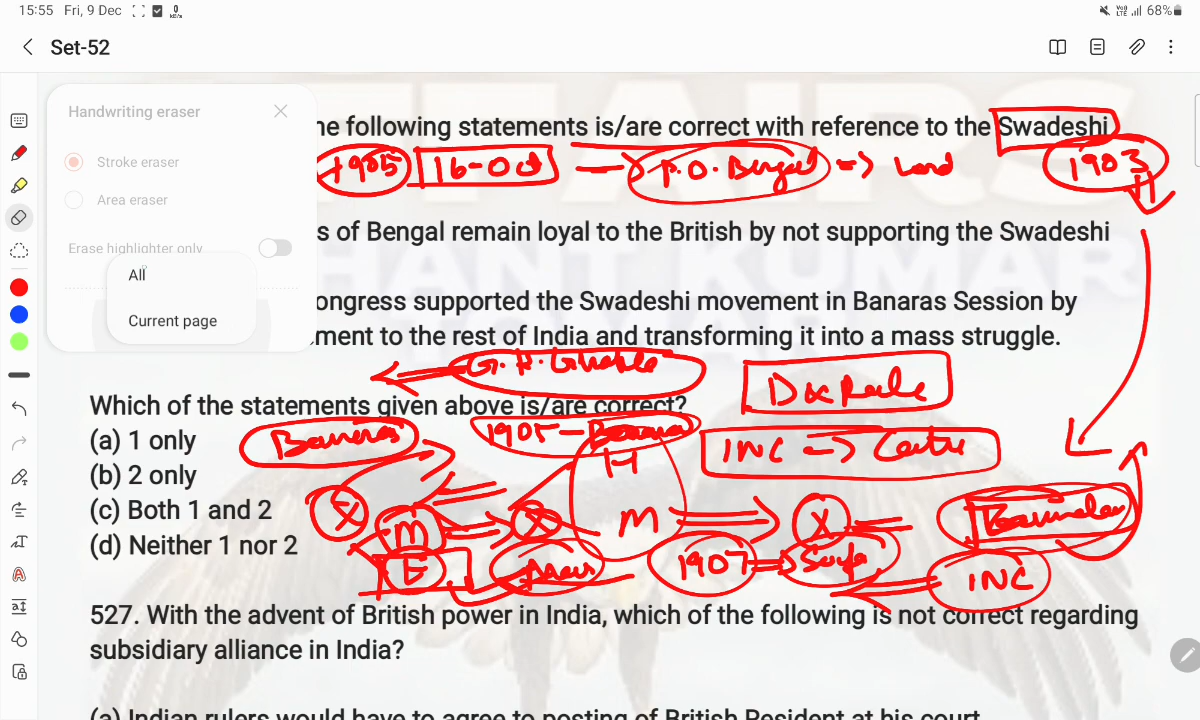 15:55 Fri, 9 Dec 0 KB/s Vo) LTE 68%
Set-52
Handwriting eraser
Stroke eraser
Area eraser
Erase highlighter only
All
Current page
he following statements is/are correct with reference to the Swadeshi
1905 16-Oct P.O. Bengal Lord 1903
s of Bengal remain loyal to the British by not supporting the Swadeshi
ongress supported the Swadeshi movement in Banaras Session by
ment to the rest of India and transforming it into a mass struggle.
Which of the statements given above is/are correct?
(a) 1 only
(b) 2 only
(c) Both 1 and 2
(d) Neither 1 nor 2
Banaras 1905 - INC
M M X
E 1907 INC
527. With the advent of British power in India, which of the following is not correct regarding
subsidiary alliance in India?
(a) Indian rulers would have to agree to posting of British Resident at his court